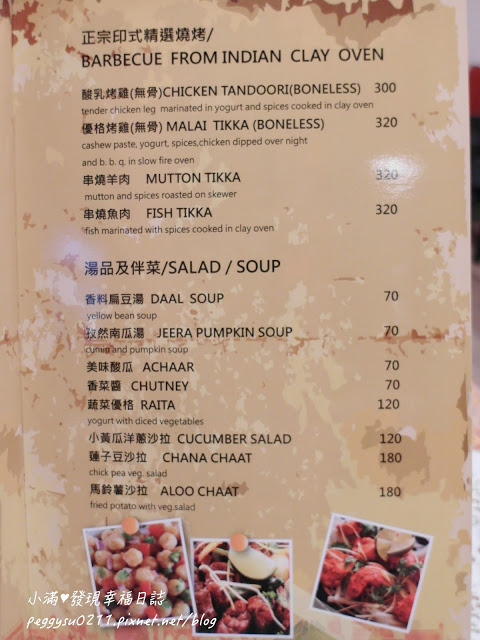 正宗印式精選燒烤/
BARBECUE FROM INDIAN CLAY OVEN
酸乳烤雞(無骨)CHICKEN TANDOORI(BONELESS) 300
tender chicken leg marinated in yogurt and spices cooked in clay oven
優格烤雞(無骨) MALAI TIKKA (BONELESS) 320
cashew paste, yogurt, spices,chicken dipped over night
and b. b. q. in slow fire oven
串燒羊肉 MUTTON TIKKA 320
mutton and spices roasted on skewer
串燒魚肉 FISH TIKKA 320
fish marinated with spices cooked in clay oven
湯品及伴菜/SALAD / SOUP
香料扁豆湯 DAAL SOUP 70
yellow bean soup
孜然南瓜湯 JEERA PUMPKIN SOUP 70
cumin and pumpkin soup
美味酸瓜 ACHAAR 70
香菜醬 CHUTNEY 70
蔬菜優格 RAITA 120
yogurt with diced vegetables
小黃瓜洋蔥沙拉 CUCUMBER SALAD 120
蓮子豆沙拉 CHANA CHAAT 180
chick pea veg. salad
馬鈴薯沙拉 ALOO CHAAT 180
fried potato with veg.salad
小滿♥發現幸福日誌
peggysu0211.pixnet.net/blog